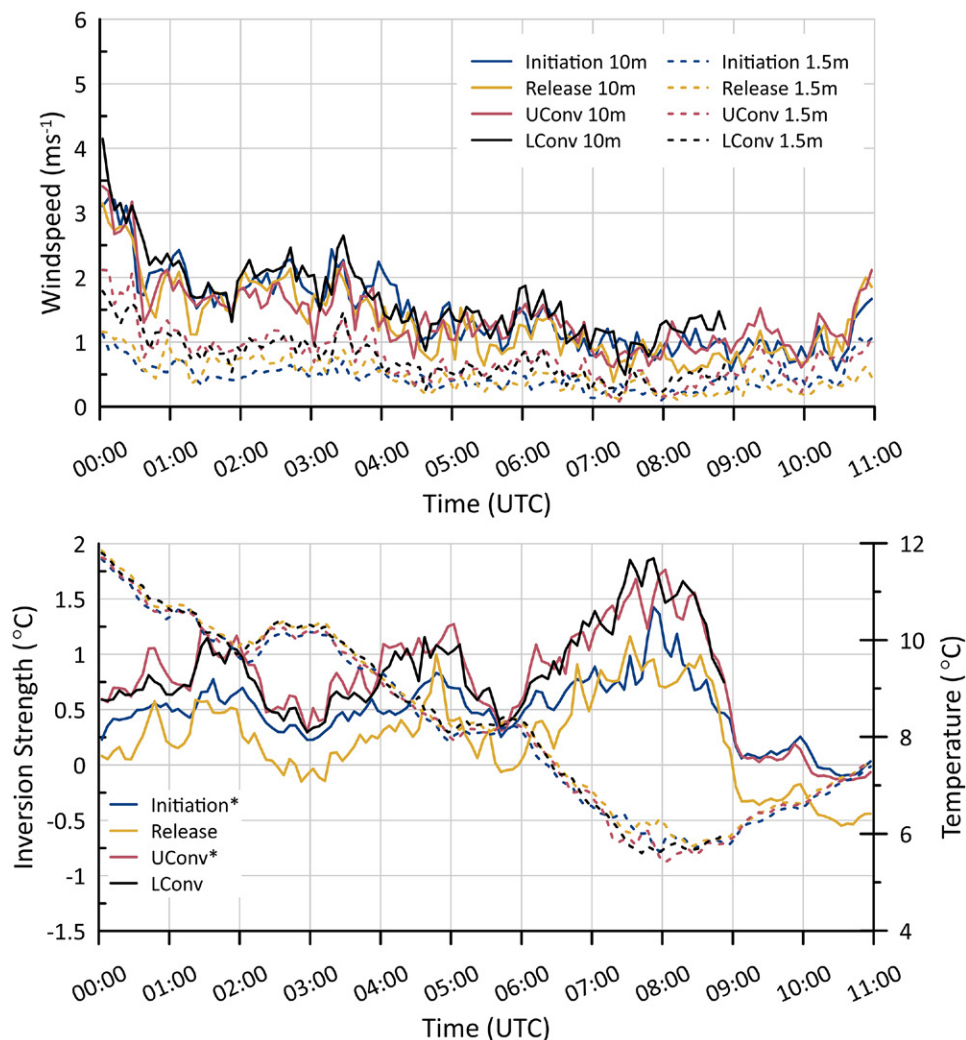 6
5
4
3
2
1
0
Windspeed (ms⁻¹)
Initiation 10m
Release 10m
UConv 10m
LConv 10m
Initiation 1.5m
Release 1.5m
UConv 1.5m
LConv 1.5m
00:00 01:00 02:00 03:00 04:00 05:00 06:00 07:00 08:00 09:00 10:00 11:00
Time (UTC)
2
1.5
1
0.5
0
-0.5
-1
-1.5
Inversion Strength (°C)
Initiation*
Release
UConv*
LConv
12
10
8
6
4
Temperature (°C)
00:00 01:00 02:00 03:00 04:00 05:00 06:00 07:00 08:00 09:00 10:00 11:00
Time (UTC)